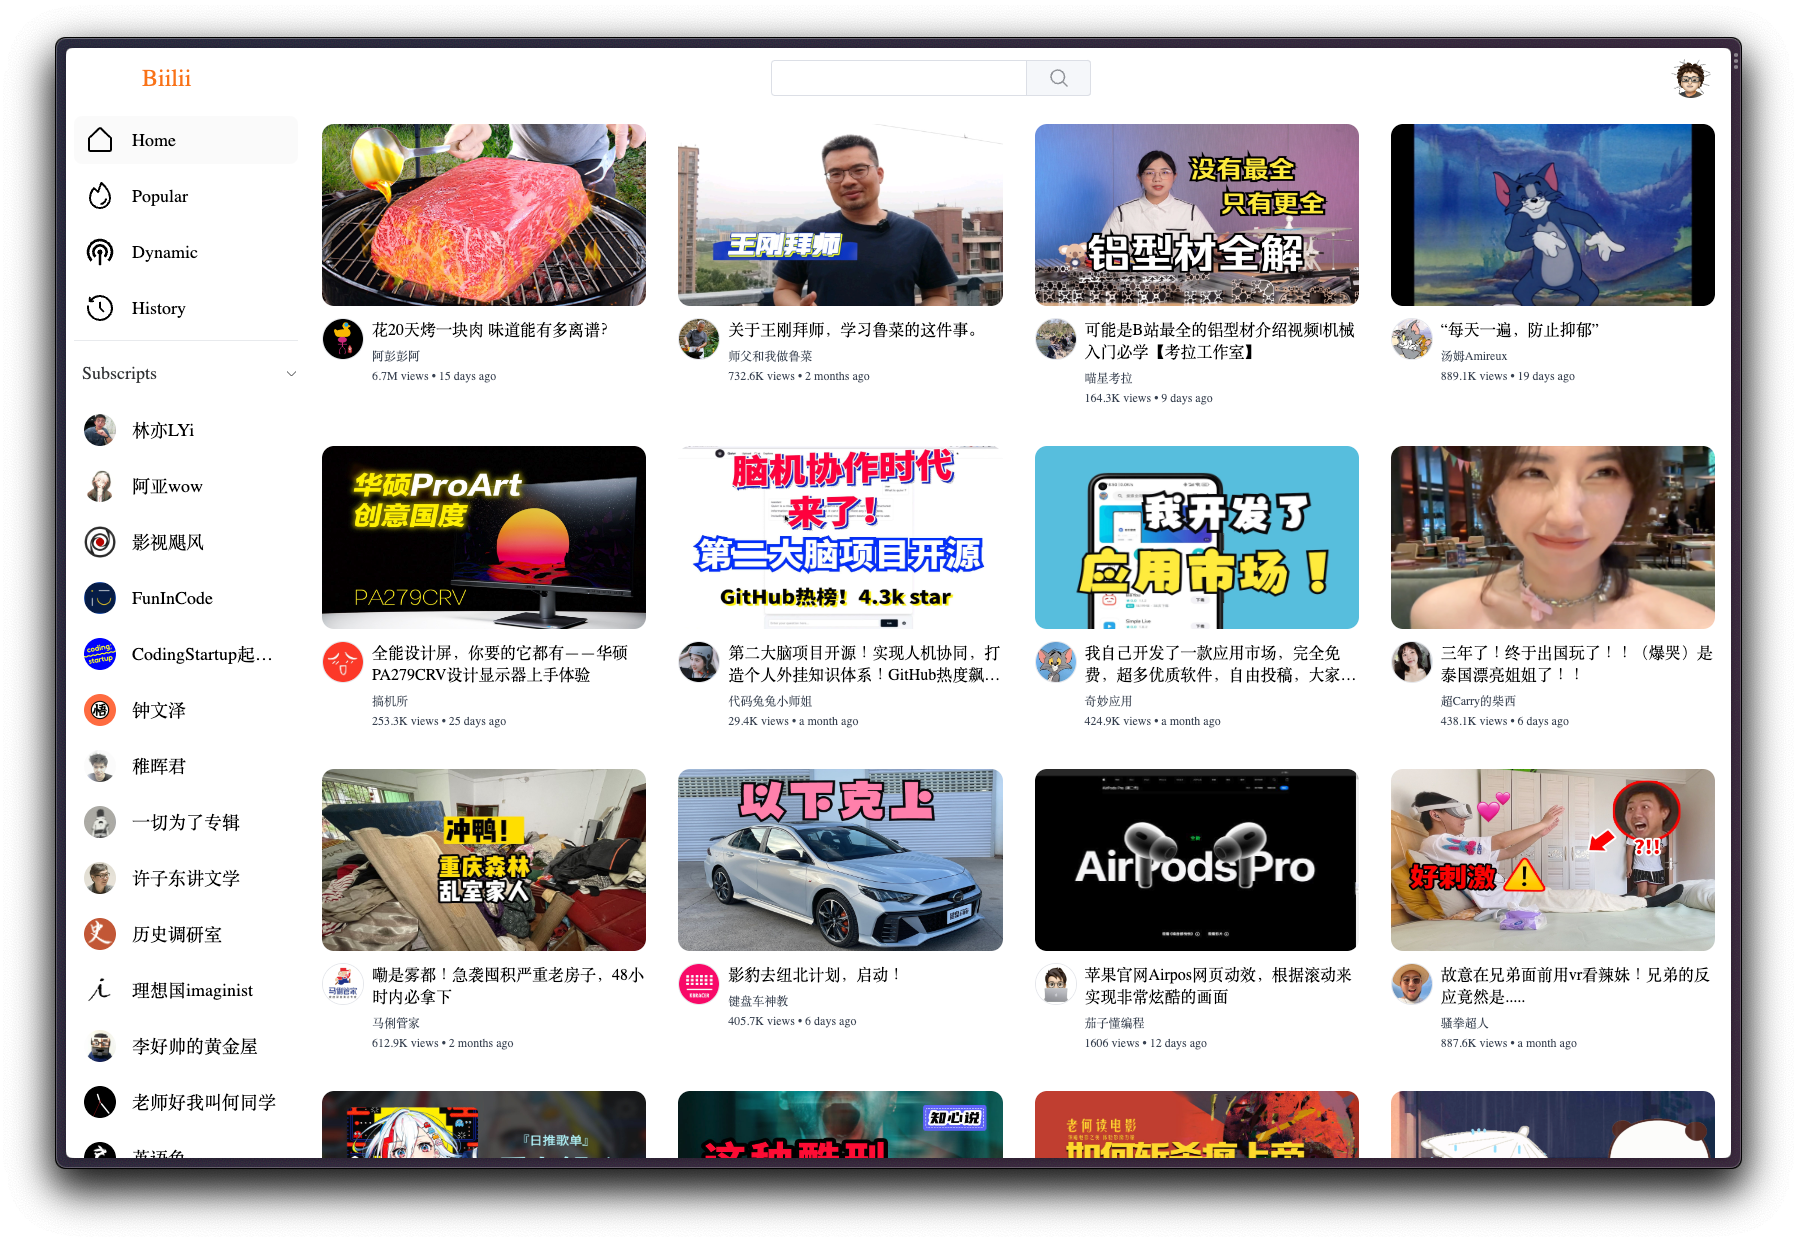 Biilii
Home
Popular
Dynamic
History
Subscripts
林亦LYi
阿亚wow
影视飓风
FunInCode
coding
startup
CodingStartup起…
悟
钟文泽
稚晖君
一切为了专辑
许子东讲文学
史
历史调研室
i
理想国imaginist
李好帅的黄金屋
老师好我叫何同学
英语兔
花20天烤一块肉 味道能有多离谱?
阿彭彭阿
6.7M views • 15 days ago
王刚拜师
关于王刚拜师，学习鲁菜的这件事。
师父和我做鲁菜
732.6K views • 2 months ago
没有最全
只有更全
铝型材全解
可能是B站最全的铝型材介绍视频!机械
入门必学【考拉工作室】
喵星考拉
164.3K views • 9 days ago
“每天一遍，防止抑郁”
汤姆Amireux
889.1K views • 19 days ago
华硕ProArt
创意国度
PA279CRV
全能设计屏，你要的它都有——华硕
PA279CRV设计显示器上手体验
搞机所
253.3K views • 25 days ago
脑机协作时代
来了！
第二大脑项目开源
GitHub热榜！4.3k star
第二大脑项目开源！实现人机协同，打
造个人外挂知识体系！GitHub热度飙…
代码兔兔小师姐
29.4K views • a month ago
我开发了
应用市场！
Simple Live
我自己开发了一款应用市场，完全免
费，超多优质软件，自由投稿，大家…
奇妙应用
424.9K views • a month ago
三年了！终于出国玩了！！（爆哭）是
泰国漂亮姐姐了！！
超Carry的柴西
438.1K views • 6 days ago
冲鸭！
重庆森林
乱室家人
马俐管家
嘞是雾都！急袭囤积严重老房子，48小
时内必拿下
马俐管家
612.9K views • 2 months ago
以下克上
影豹去纽北计划，启动！
键盘车神教
405.7K views • 6 days ago
AirPods Pro
苹果官网Airpos网页动效，根据滚动来
实现非常炫酷的画面
茄子懂编程
1606 views • 12 days ago
?!!
好刺激
!
故意在兄弟面前用vr看辣妹！兄弟的反
应竟然是.....
骚拳超人
887.6K views • a month ago
『日推歌单』
知心说
这种酷刑
老何读电影
如何斩杀疯上帝